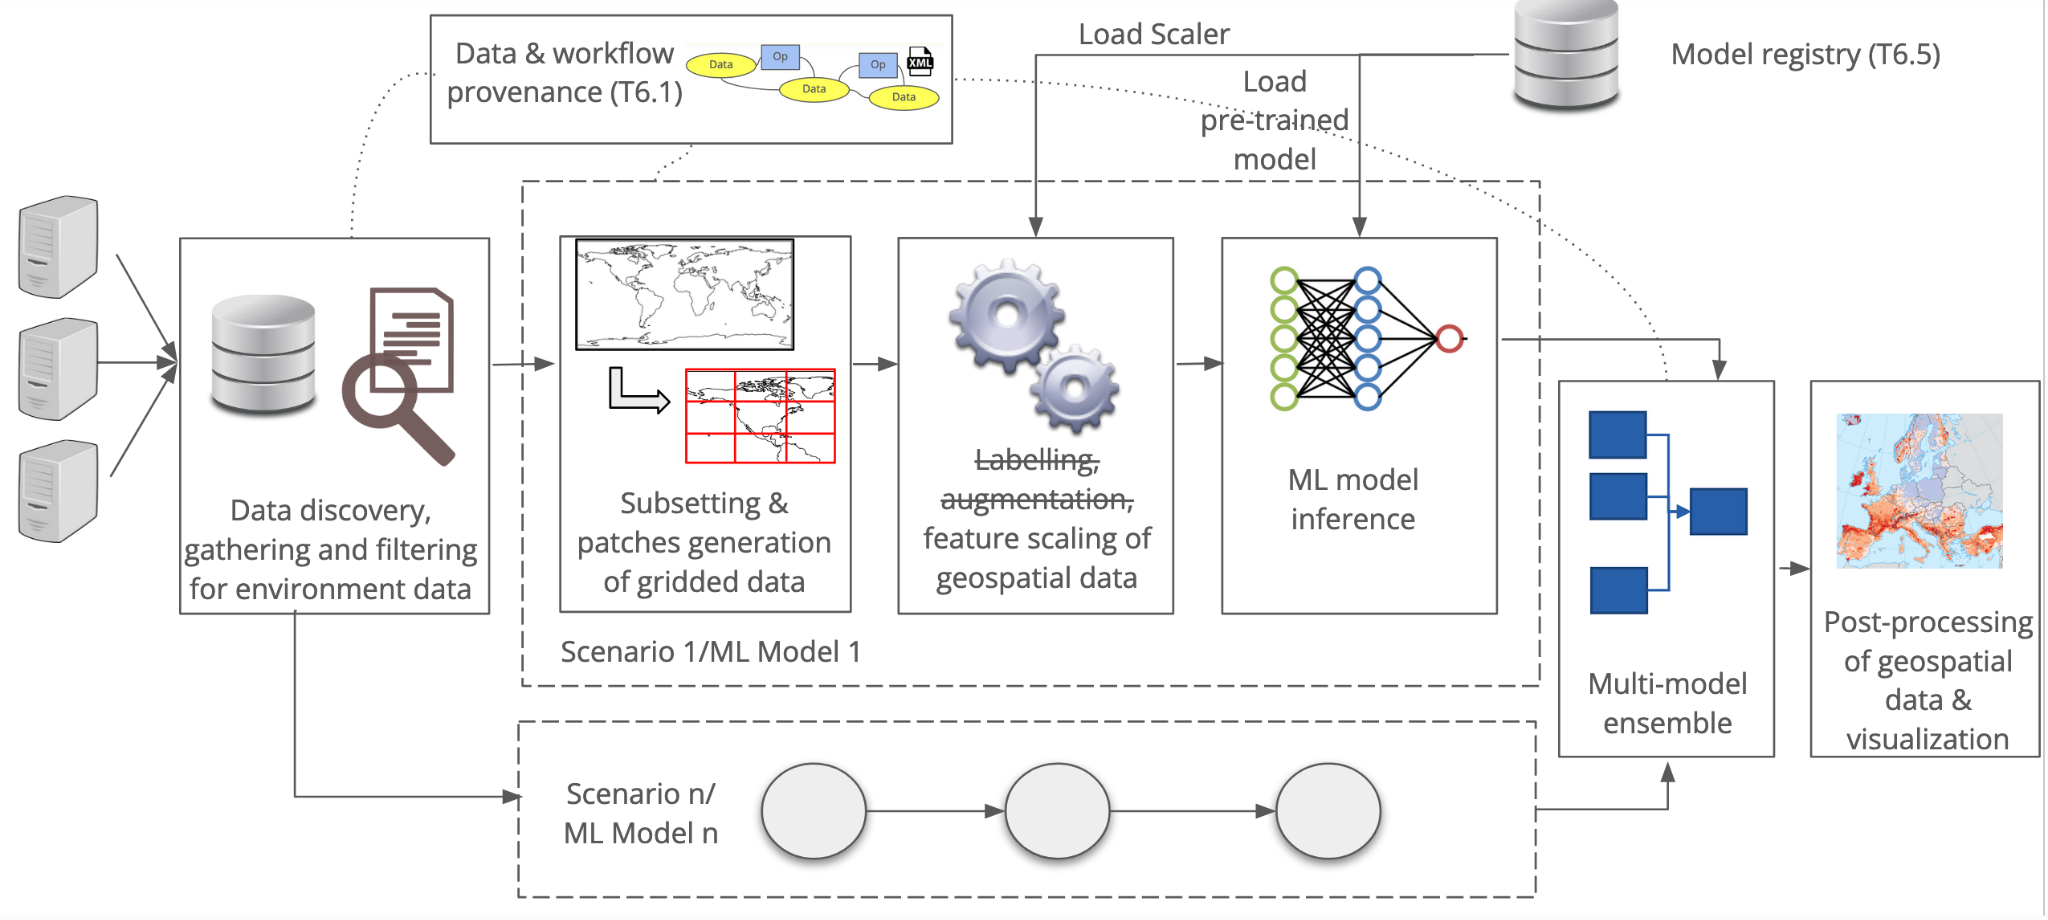 Data & workflow
provenance (T6.1)
Data
Op
Data
Op
Data
XML
Load Scaler
Load
pre-trained
model
Model registry (T6.5)
Data discovery,
gathering and filtering
for environment data
Subsetting &
patches generation
of gridded data
Labelling,
augmentation,
feature scaling of
geospatial data
ML model
inference
Scenario 1/ML Model 1
Multi-model
ensemble
Post-processing
of geospatial
data &
visualization
Scenario n/
ML Model n